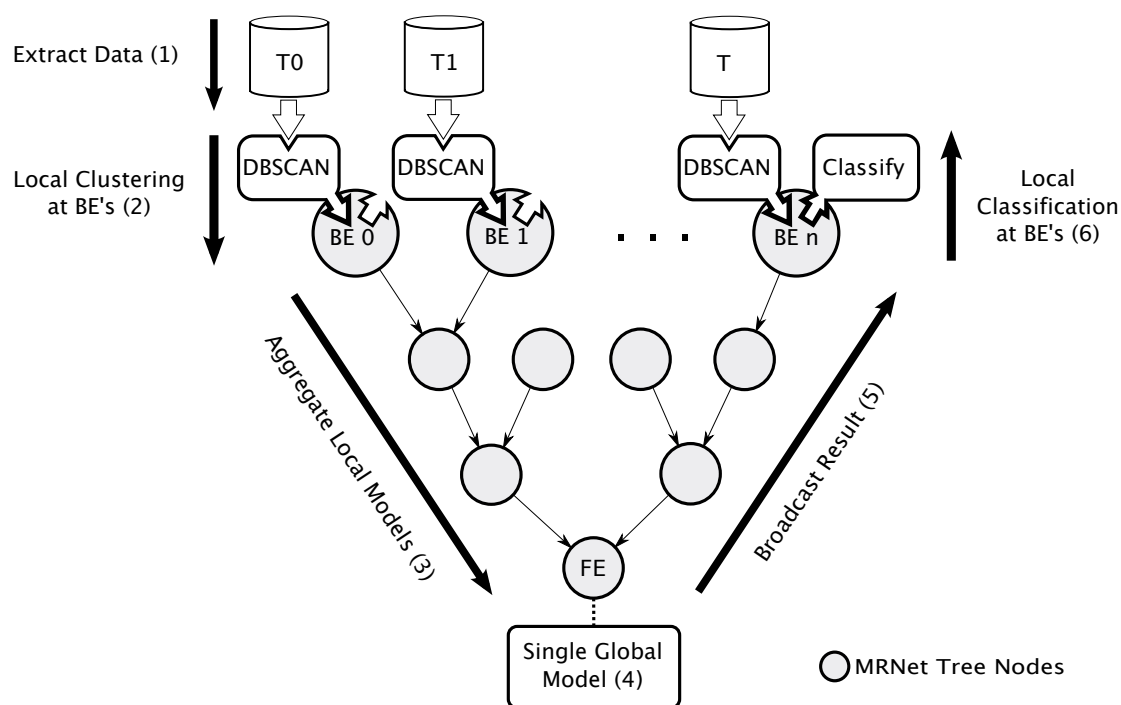 Extract Data (1)
T0
T1
T
DBSCAN
DBSCAN
DBSCAN
Classify
Local Clustering
at BE's (2)
Local
Classification
at BE's (6)
BE 0
BE 1
. . .
BE n
Aggregate Local Models (3)
Broadcast Result (5)
FE
Single Global
Model (4)
MRNet Tree Nodes